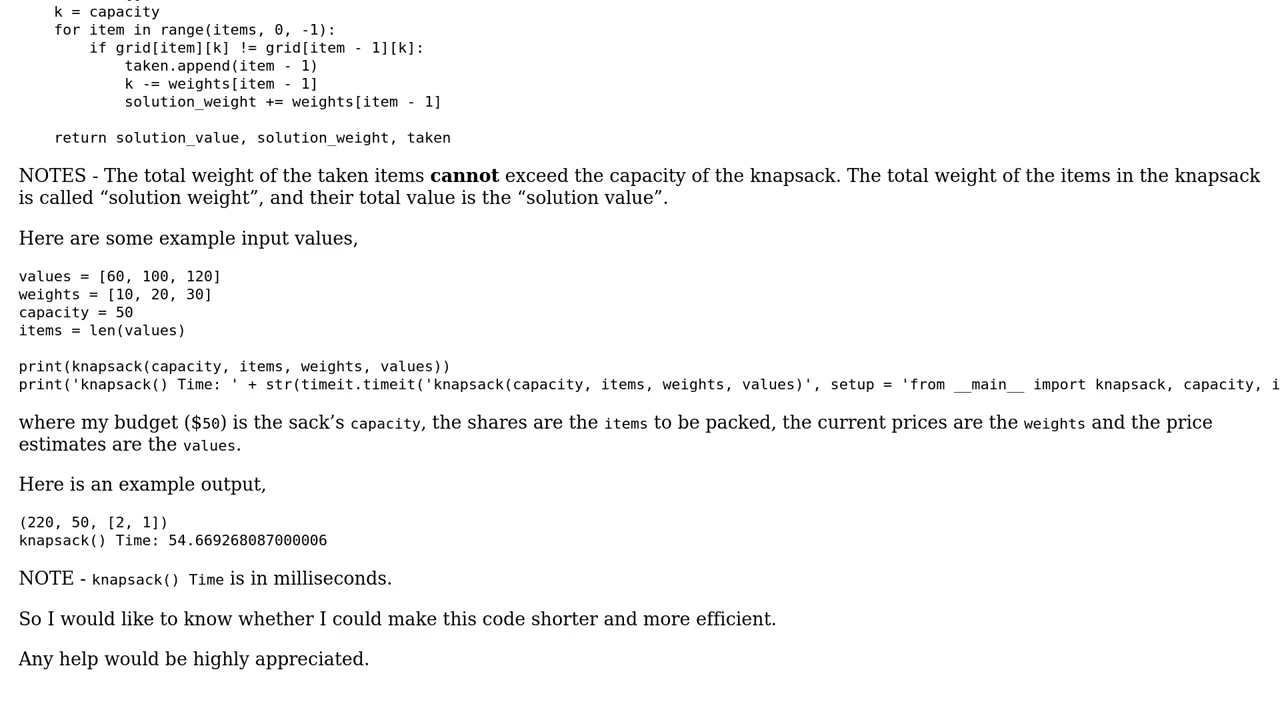 k = capacity
for item in range(items, 0, -1):
if grid[item][k] != grid[item - 1][k]:
taken.append(item - 1)
k -= weights[item - 1]
solution_weight += weights[item - 1]
return solution_value, solution_weight, taken
NOTES - The total weight of the taken items cannot exceed the capacity of the knapsack. The total weight of the items in the knapsack
is called “solution weight”, and their total value is the “solution value”.
Here are some example input values,
values = [60, 100, 120]
weights = [10, 20, 30]
capacity = 50
items = len(values)
print(knapsack(capacity, items, weights, values))
print('knapsack() Time: ' + str(timeit.timeit('knapsack(capacity, items, weights, values)', setup = 'from __main__ import knapsack, capacity, i
where my budget ($50) is the sack’s capacity, the shares are the items to be packed, the current prices are the weights and the price
estimates are the values.
Here is an example output,
(220, 50, [2, 1])
knapsack() Time: 54.669268087000006
NOTE - knapsack() Time is in milliseconds.
So I would like to know whether I could make this code shorter and more efficient.
Any help would be highly appreciated.